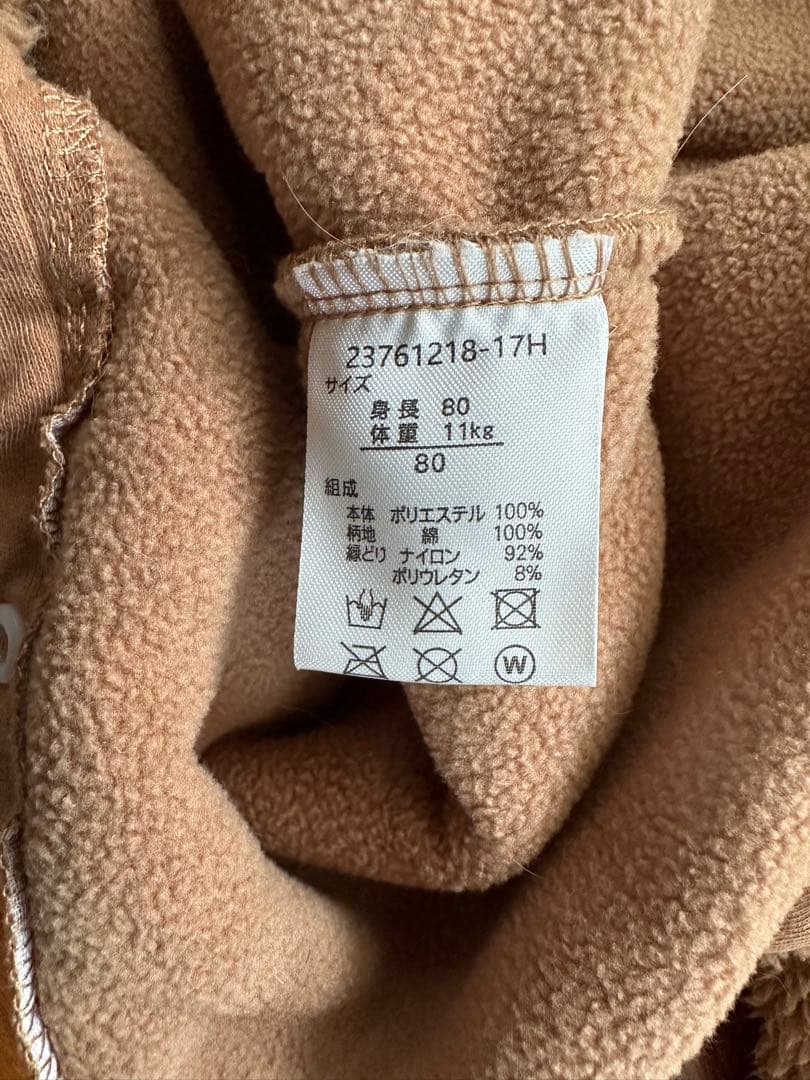 23761218-17H
サイズ
身長 80
体重 11kg
80
組成
本体 ポリエステル 100%
柄地 綿 100%
縁どり ナイロン 92%
ポリウレタン 8%
W